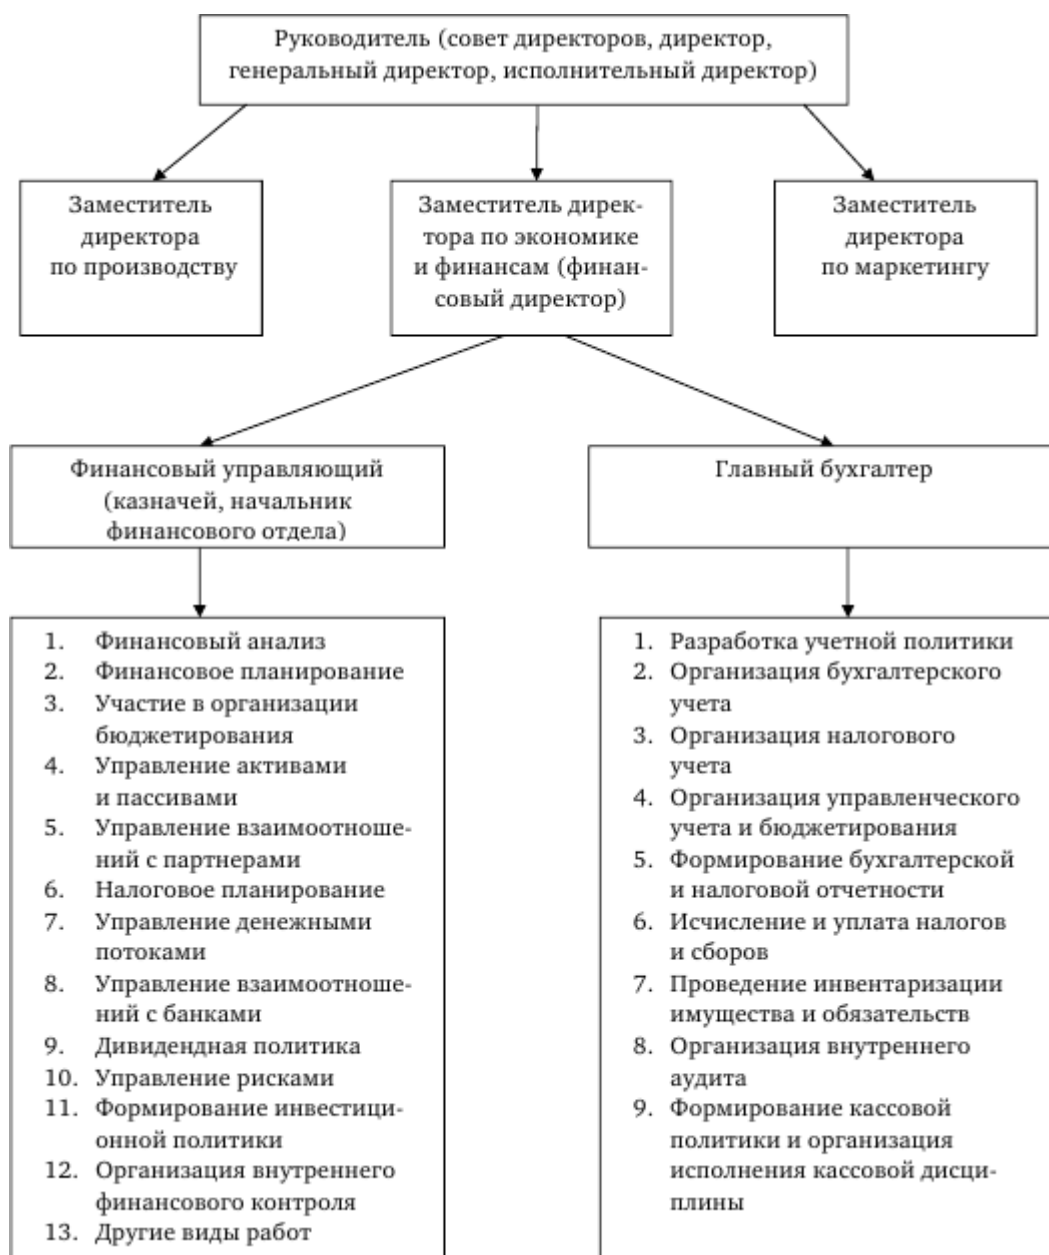 Руководитель (совет директоров, директор,
генеральный директор, исполнительный директор)
Заместитель
директора
по производству
Заместитель дирек-
тора по экономике
и финансам (финан-
совый директор)
Заместитель
директора
по маркетингу
Финансовый управляющий
(казначей, начальник
финансового отдела)
Главный бухгалтер
1. Финансовый анализ
2. Финансовое планирование
3. Участие в организации
бюджетирования
4. Управление активами
и пассивами
5. Управление взаимоотноше-
ний с партнерами
6. Налоговое планирование
7. Управление денежными
потоками
8. Управление взаимоотноше-
ний с банками
9. Дивидендная политика
10. Управление рисками
11. Формирование инвестици-
онной политики
12. Организация внутреннего
финансового контроля
13. Другие виды работ
1. Разработка учетной политики
2. Организация бухгалтерского
учета
3. Организация налогового
учета
4. Организация управленческого
учета и бюджетирования
5. Формирование бухгалтерской
и налоговой отчетности
6. Исчисление и уплата налогов
и сборов
7. Проведение инвентаризации
имущества и обязательств
8. Организация внутреннего
аудита
9. Формирование кассовой
политики и организация
исполнения кассовой дисци-
плины